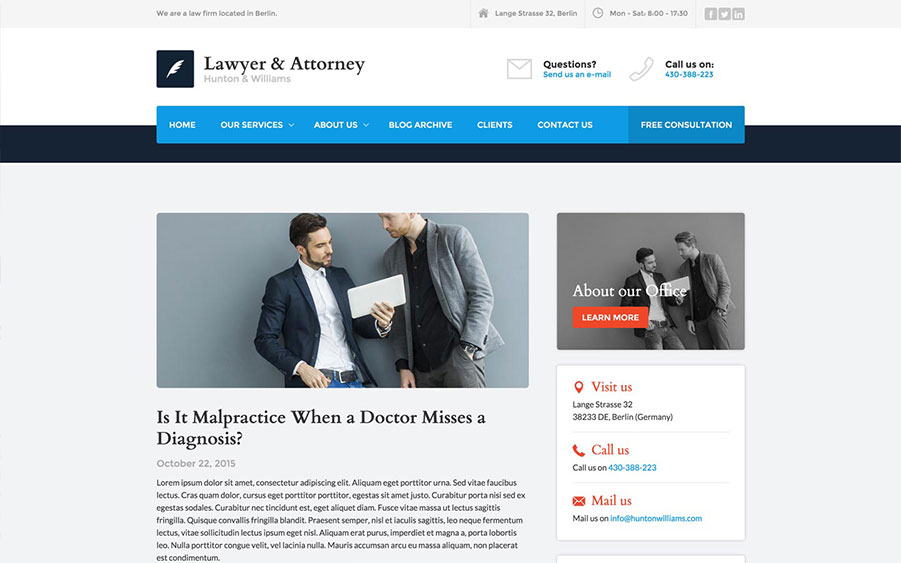 We are a law firm located in Berlin.
Lange Strasse 32, Berlin
Mon - Sat: 8:00 - 17:30
Lawyer & Attorney
Hunton & Williams
Questions?
Send us an e-mail
Call us on:
430-388-223
HOME
OUR SERVICES
ABOUT US
BLOG ARCHIVE
CLIENTS
CONTACT US
FREE CONSULTATION
Is It Malpractice When a Doctor Misses a
Diagnosis?
October 22, 2015
Lorem ipsum dolor sit amet, consectetur adipiscing elit. Aliquam eget porttitor urna. Sed vitae faucibus
lectus. Cras quam dolor, cursus eget porttitor porttitor, egestas sit amet justo. Curabitur porta nisi sed ex
egestas sodales. Curabitur nec tincidunt est, eget aliquet diam. Fusce vitae massa ut lectus sagittis
fringilla. Quisque convallis fringilla blandit. Praesent semper, nisl et iaculis sagittis, leo neque fermentum
lectus, vitae sollicitudin lectus ipsum eget nisl. Aliquam erat purus, imperdiet et magna a, porta lobortis
leo. Nulla porttitor congue velit, vel lacinia nulla. Mauris accumsan arcu eu massa aliquam, non placerat
est condimentum.
About our Office
LEARN MORE
Visit us
Lange Strasse 32
38233 DE, Berlin (Germany)
Call us
Call us on 430-388-223
Mail us
Mail us on info@huntonwilliams.com